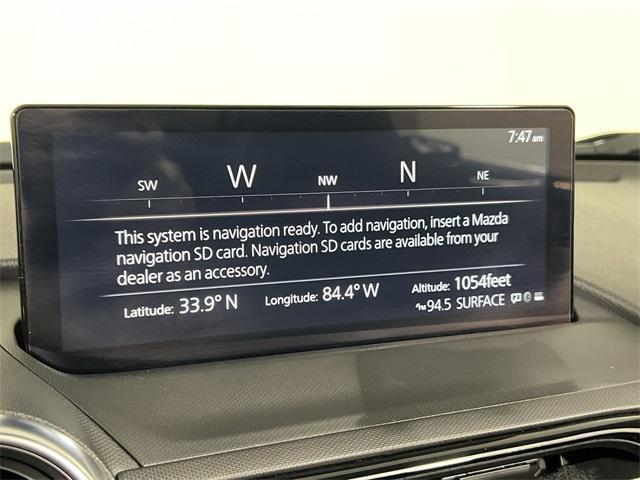 7:47am
SW W NW N NE
This system is navigation ready. To add navigation, insert a Mazda
navigation SD card. Navigation SD cards are available from your
dealer as an accessory.
Latitude: 33.9° N Longitude: 84.4° W Altitude: 1054feet
94.5 SURFACE